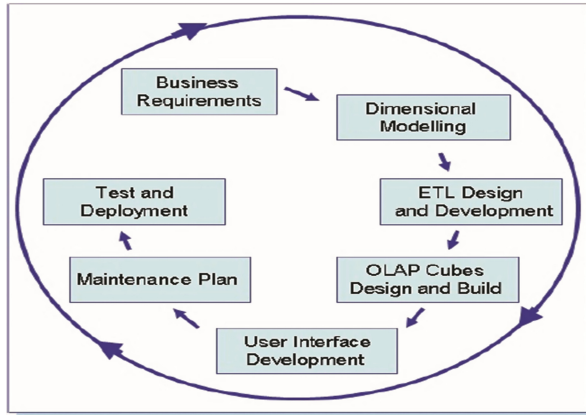 Business
Requirements
Dimensional
Modelling
ETL Design
and Development
OLAP Cubes
Design and Build
User Interface
Development
Maintenance Plan
Test and
Deployment